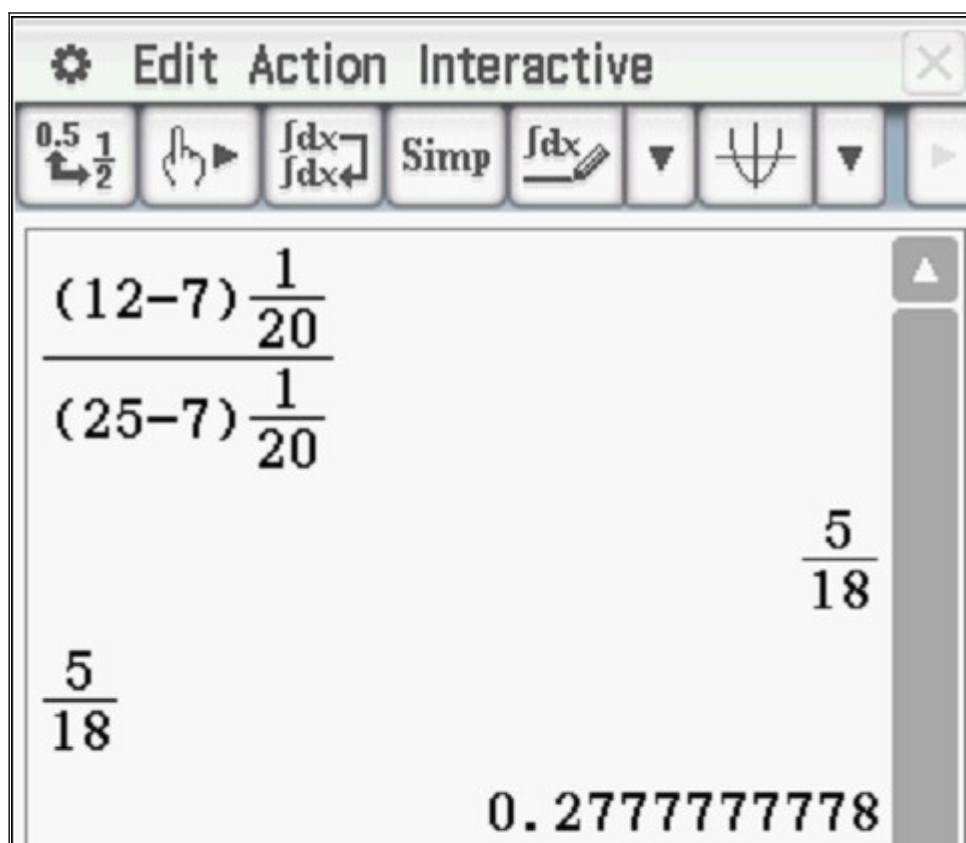 Edit Action Interactive
0.5 1/2 ∫dx ∫dx Simp ∫dx
(12−7) 1/20
(25−7) 1/20
5/18
5/18
0.2777777778